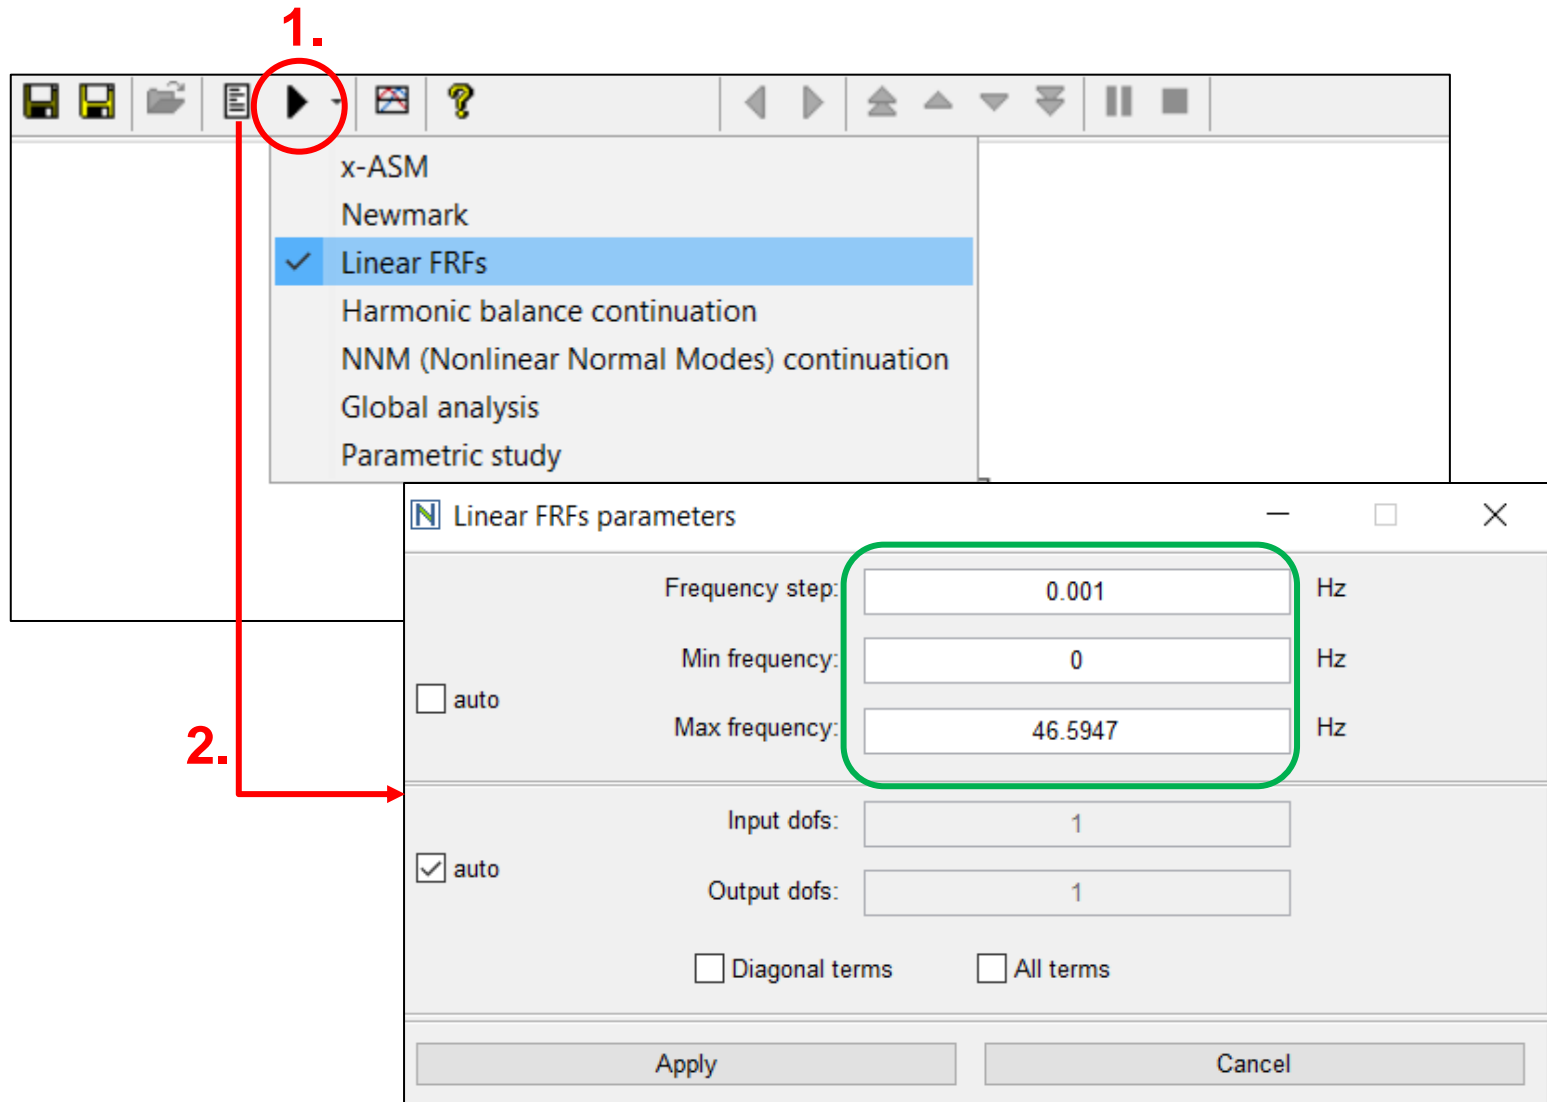 1.
x-ASM
Newmark
Linear FRFs
Harmonic balance continuation
NNM (Nonlinear Normal Modes) continuation
Global analysis
Parametric study
Linear FRFs parameters
Frequency step: 0.001 Hz
Min frequency: 0 Hz
auto
Max frequency: 46.5947 Hz
2.
Input dofs: 1
auto
Output dofs: 1
Diagonal terms All terms
Apply Cancel